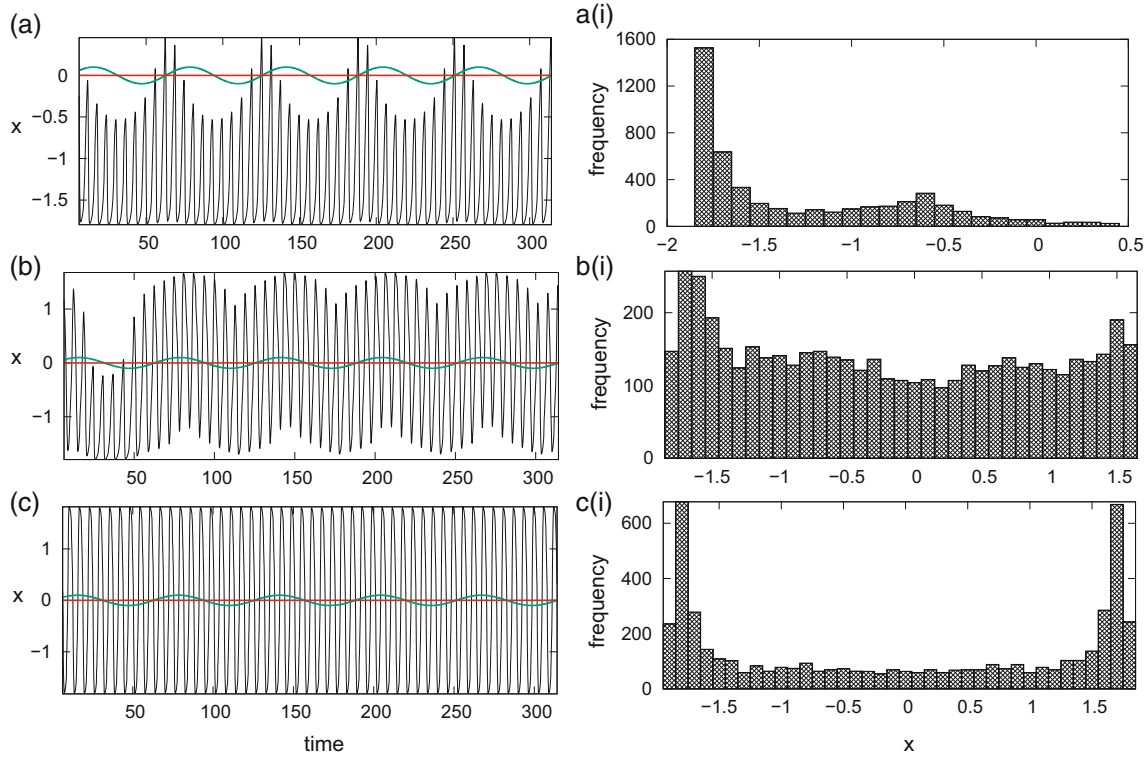 (a)
x
0
−0.5
−1
−1.5
50 100 150 200 250 300
a(i)
frequency
1600
1200
800
400
0
−2 −1.5 −1 −0.5 0 0.5
(b)
x
1
0
−1
50 100 150 200 250 300
b(i)
frequency
200
100
0
−1.5 −1 −0.5 0 0.5 1 1.5
(c)
x
1
0
−1
50 100 150 200 250 300
time
c(i)
frequency
600
400
200
0
−1.5 −1 −0.5 0 0.5 1 1.5
x